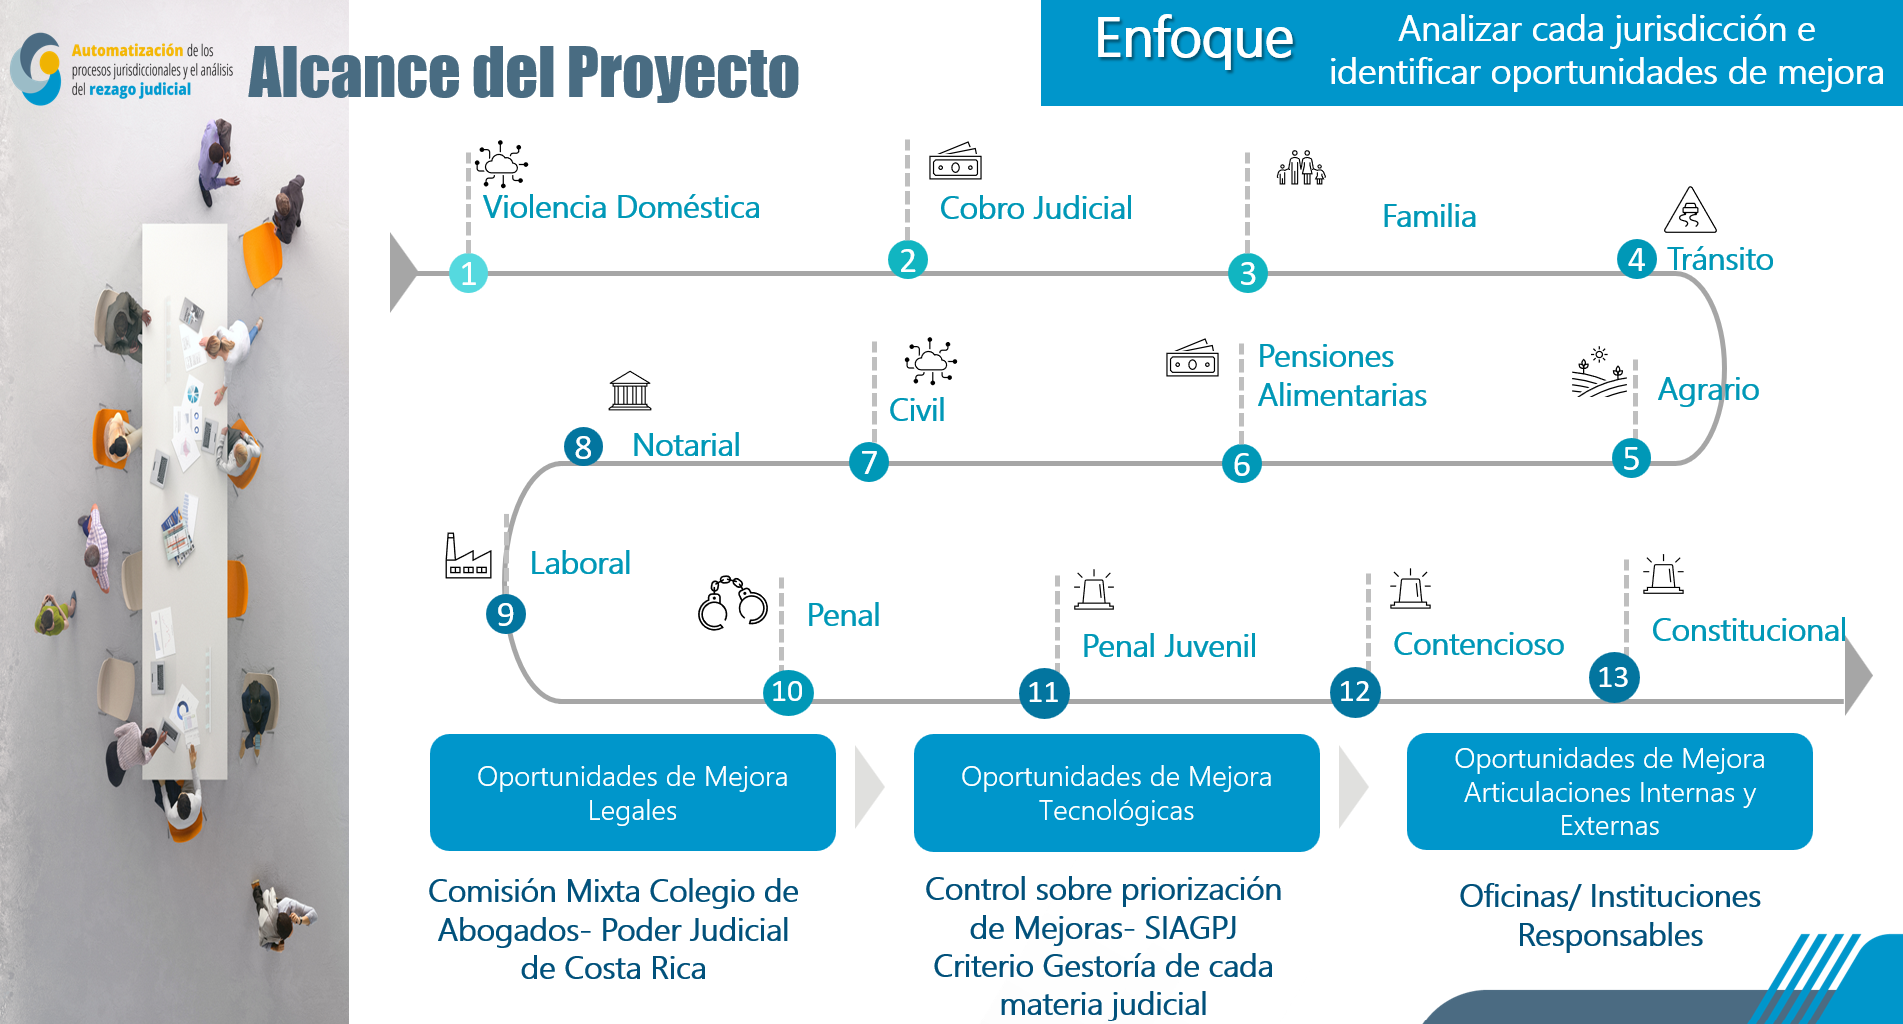 Automatización de los
procesos jurisdiccionales y el análisis
del rezago judicial
Alcance del Proyecto
Enfoque
Analizar cada jurisdicción e
identificar oportunidades de mejora
Violencia Doméstica
1
Cobro Judicial
2
Familia
3
4 Tránsito
Agrario
5
Pensiones
Alimentarias
6
Civil
7
8 Notarial
Laboral
9
Penal
10
Penal Juvenil
11
Contencioso
12
Constitucional
13
Oportunidades de Mejora
Legales
Comisión Mixta Colegio de
Abogados- Poder Judicial
de Costa Rica
Oportunidades de Mejora
Tecnológicas
Control sobre priorización
de Mejoras- SIAGPJ
Criterio Gestoría de cada
materia judicial
Oportunidades de Mejora
Articulaciones Internas y
Externas
Oficinas/ Instituciones
Responsables